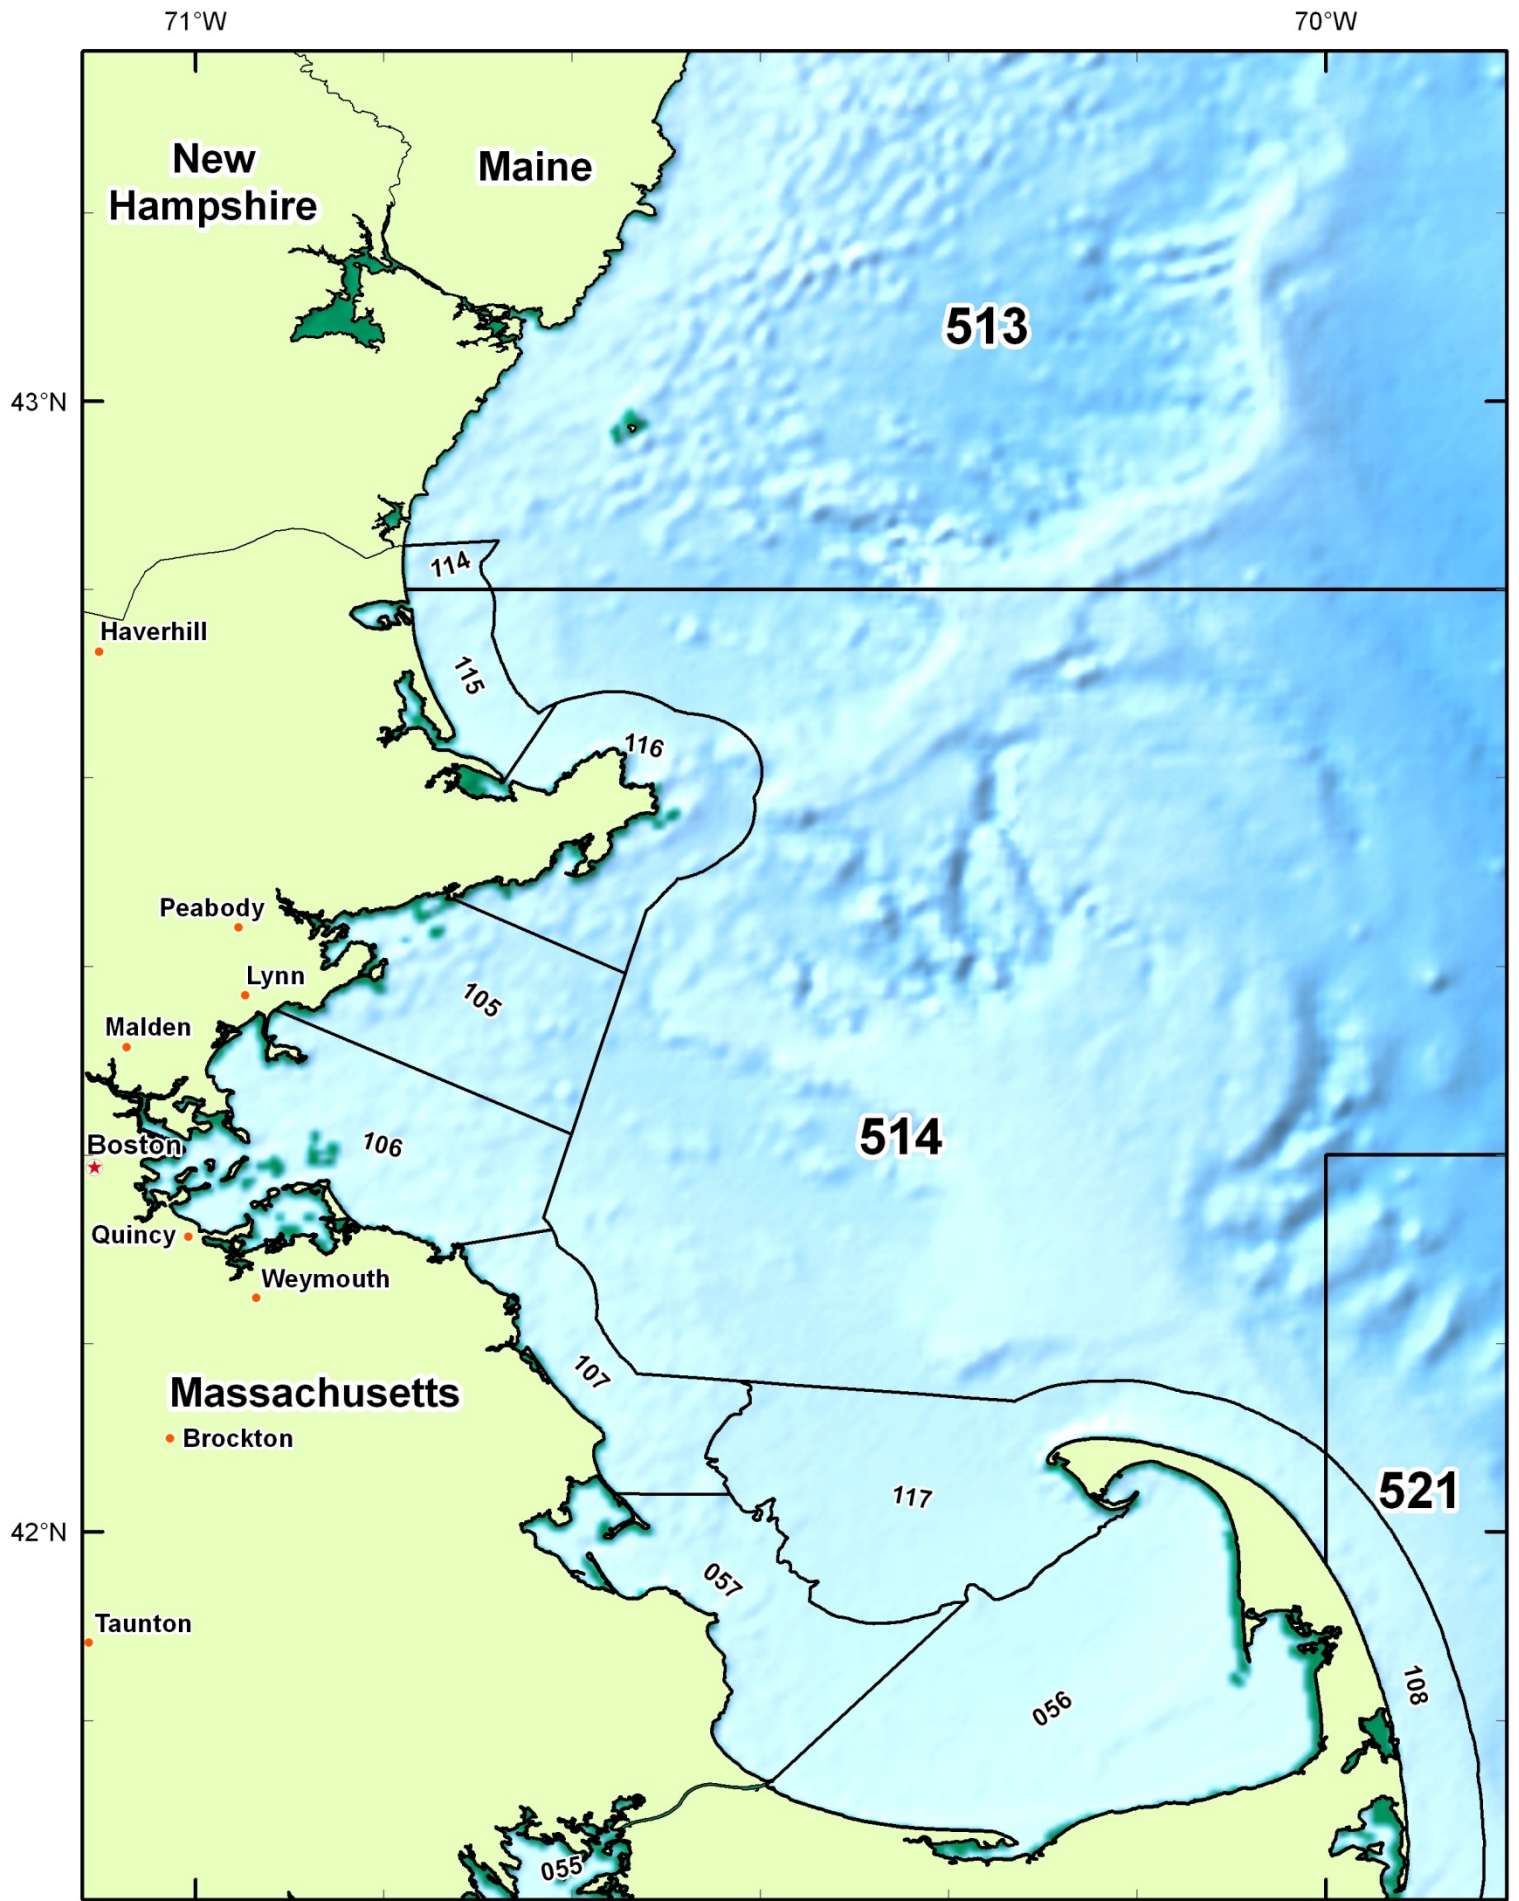 71°W
70°W
New
Hampshire
Maine
513
43°N
114
Haverhill
115
116
Peabody
Lynn
105
Malden
Boston
106
514
Quincy
Weymouth
107
Massachusetts
Brockton
117
521
42°N
057
Taunton
108
056
055